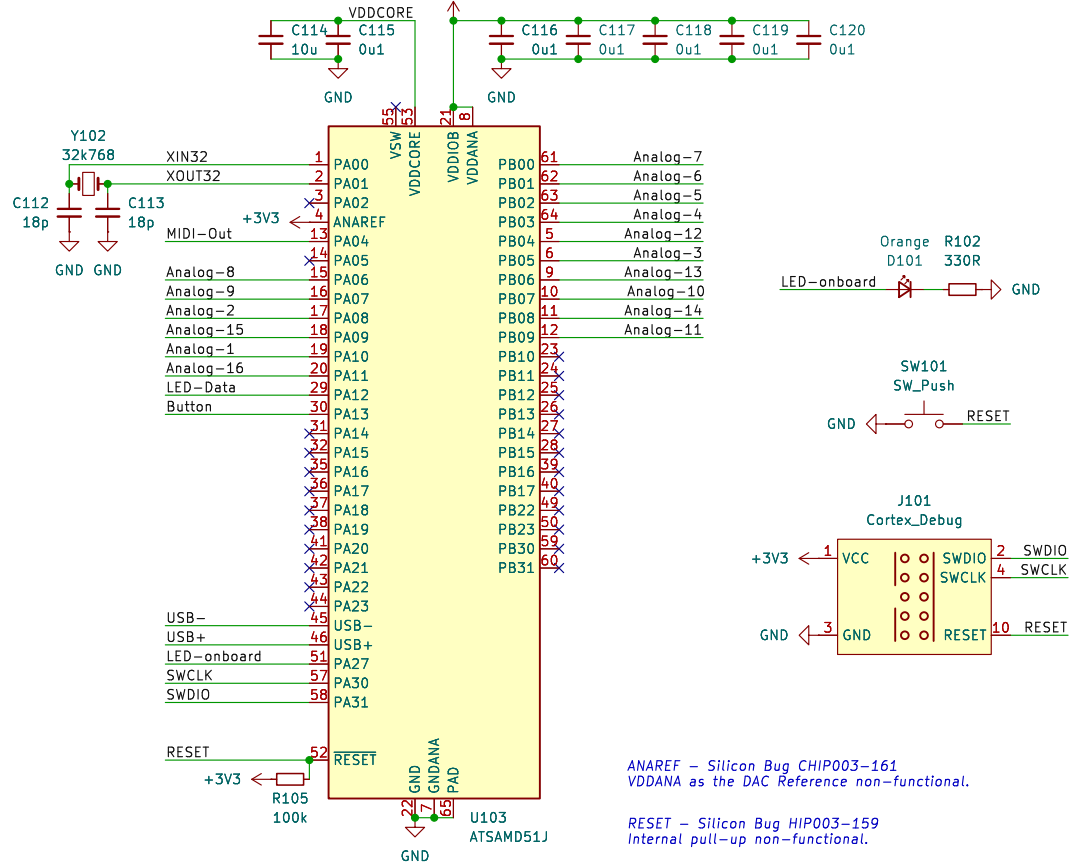 VDDCORE
C114 C115 C116 C117 C118 C119 C120
10u 0u1 0u1 0u1 0u1 0u1 0u1
GND GND
55 53 21 8
VSW VDDCORE VDDIOB VDDANA
Y102
32k768
XIN32 1 PA00 PB00 61 Analog-7
XOUT32 2 PA01 PB01 62 Analog-6
3 PA02 PB02 63 Analog-5
C112 C113
18p 18p
GND GND
+3V3 4 ANAREF PB03 64 Analog-4
MIDI-Out 13 PA04 PB04 5 Analog-12
14 PA05 PB05 6 Analog-3
Analog-8 15 PA06 PB06 9 Analog-13
Analog-9 16 PA07 PB07 10 Analog-10
Analog-2 17 PA08 PB08 11 Analog-14
Analog-15 18 PA09 PB09 12 Analog-11
Analog-1 19 PA10 PB10 23
Analog-16 20 PA11 PB11 24
LED-Data 29 PA12 PB12 25
Button 30 PA13 PB13 26
31 PA14 PB14 27
32 PA15 PB15 28
35 PA16 PB16 39
36 PA17 PB17 40
37 PA18 PB22 49
38 PA19 PB23 50
41 PA20 PB30 59
42 PA21 PB31 60
43 PA22
44 PA23
USB- 45 USB-
USB+ 46 USB+
LED-onboard 51 PA27
SWCLK 57 PA30
SWDIO 58 PA31
RESET 52 RESET
+3V3
R105
100k
GND GNDANA PAD
22 7 65
GND
U103
ATSAMD51J
Orange R102
D101 330R
LED-onboard GND
SW101
SW_Push
GND RESET
J101
Cortex_Debug
+3V3 1 VCC SWDIO 2 SWDIO
SWCLK 4 SWCLK
GND 3 GND RESET 10 RESET
ANAREF - Silicon Bug CHIP003-161
VDDANA as the DAC Reference non-functional.
RESET - Silicon Bug HIP003-159
Internal pull-up non-functional.